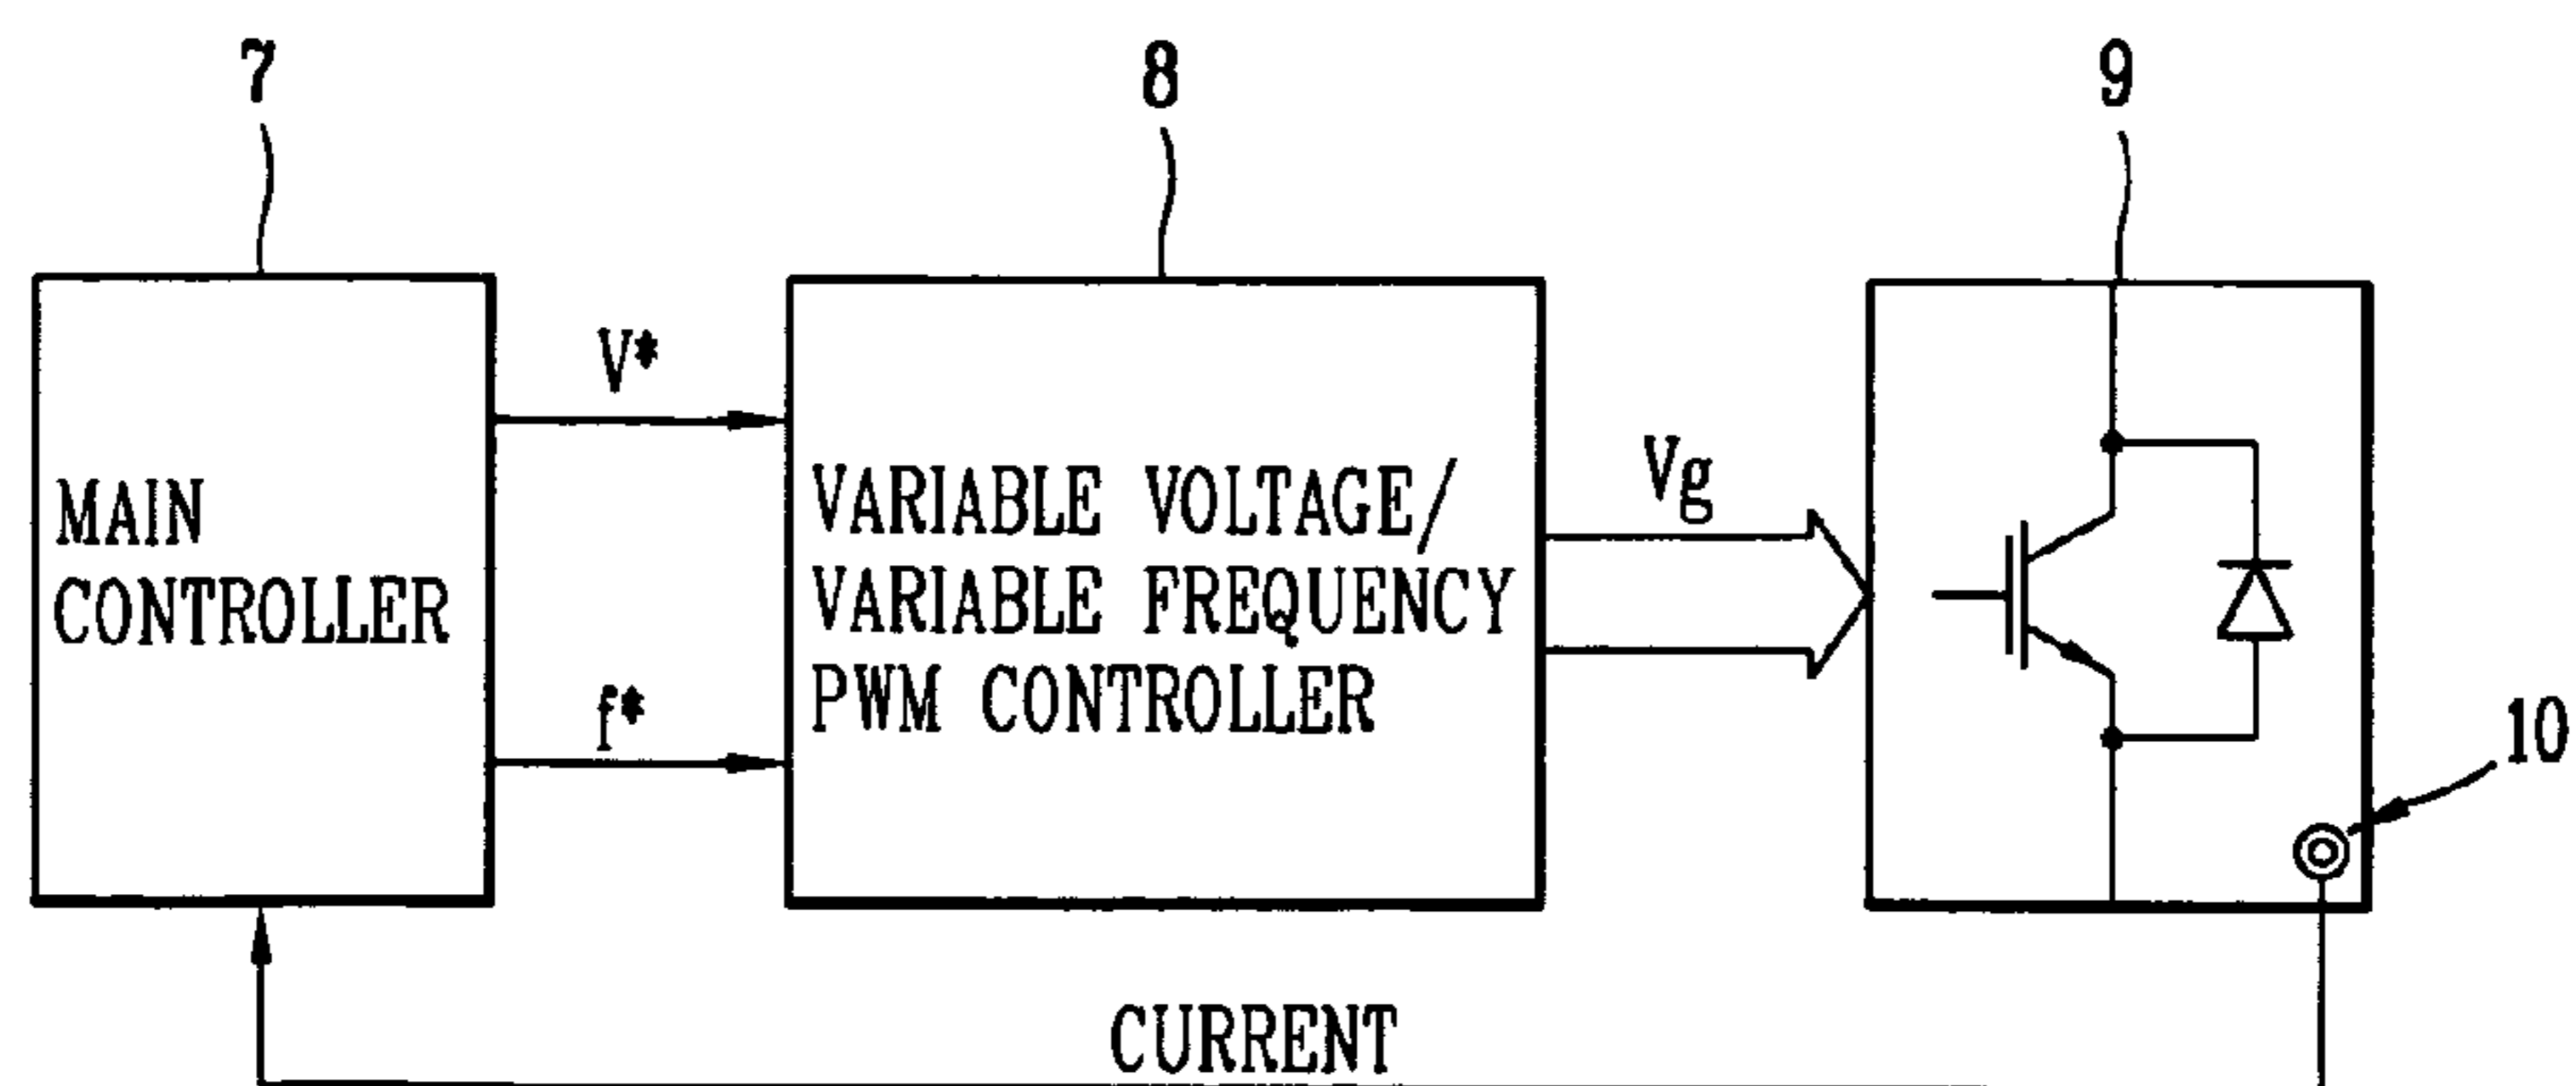 7
8
9
V*
VARIABLE VOLTAGE/
VARIABLE FREQUENCY
PWM CONTROLLER
Vg
MAIN
CONTROLLER
f*
10
CURRENT